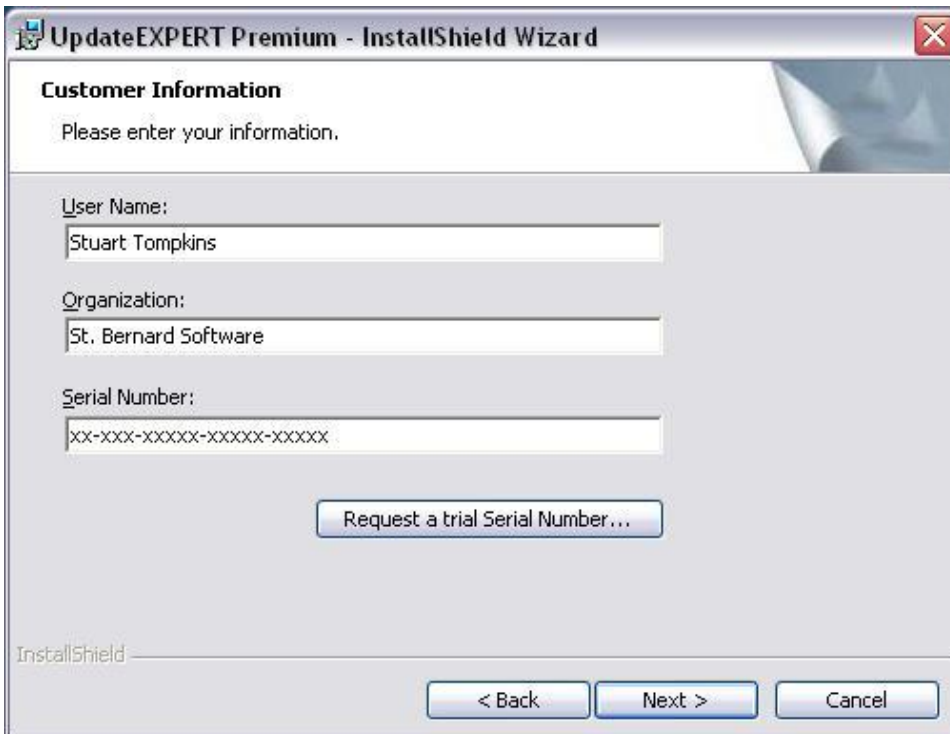 UpdateEXPERT Premium - InstallShield Wizard
Customer Information
Please enter your information.
User Name:
Stuart Tompkins
Organization:
St. Bernard Software
Serial Number:
xx-xxx-xxxxx-xxxxx-xxxxx
Request a trial Serial Number...
InstallShield
< Back Next > Cancel